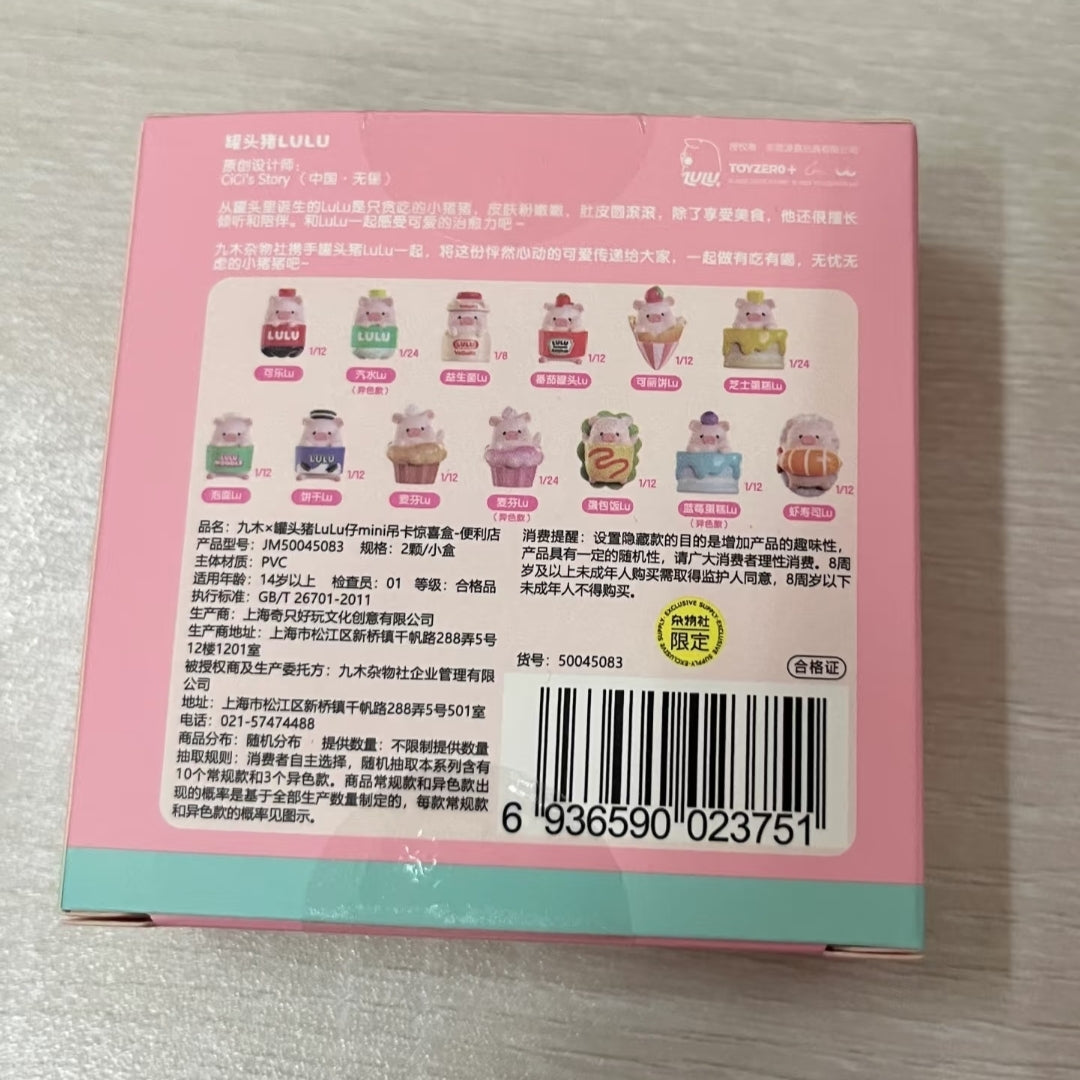 罐头猪LULU
原创设计师:
CiCi's Story（中国·无锡）
LULU
TOYZERO+
从罐头里诞生的LuLu是只贪吃的小猪猪，皮肤粉嫩嫩，肚皮圆滚滚，除了享受美食，他还很擅长
倾听和陪伴。和LuLu一起感受可爱的治愈力吧~
九木杂物社携手罐头猪LuLu一起，将这份怦然心动的可爱传递给大家，一起做有吃有喝，无忧无
虑的小猪猪吧~
LULU
1/12
LULU
1/24
LULU
1/8
LULU
1/12
1/12
1/24
可乐Lu
汽水Lu
益生菌Lu
番茄罐头Lu
可丽饼Lu
芝士蛋糕Lu
（异色款）
LULU
1/12
LULU
1/12
1/12
1/24
1/12
1/12
1/12
泡面Lu
饼干Lu
麦芬Lu
麦芬Lu
蛋包饭Lu
蓝莓蛋糕Lu
虾寿司Lu
（异色款）
（异色款）
品名：九木×罐头猪LuLu仔mini吊卡惊喜盒-便利店
产品型号：JM50045083 规格：2颗/小盒
主体材质：PVC
适用年龄：14岁以上 检查员：01 等级：合格品
执行标准：GB/T 26701-2011
生产商：上海奇只好玩文化创意有限公司
生产商地址：上海市松江区新桥镇千帆路288弄5号
12楼1201室
被授权商及生产委托方：九木杂物社企业管理有限
公司
地址：上海市松江区新桥镇千帆路288弄5号501室
电话：021-57474488
商品分布：随机分布 提供数量：不限制提供数量
抽取规则：消费者自主选择，随机抽取本系列含有
10个常规款和3个异色款。商品常规款和异色款出
现的概率是基于全部生产数量制定的，每款常规款
和异色款的概率见图示。
消费提醒：设置隐藏款的目的是增加产品的趣味性，
产品具有一定的随机性，请广大消费者理性消费。8周
岁及以上未成年人购买需取得监护人同意，8周岁以下
未成年人不得购买。
EXCLUSIVE SUPPLY-EXCLUSIVE SUPPLY-EXCLUSIVE SUPPLY-
杂物社
限定
货号：50045083
合格证
6 936590 023751